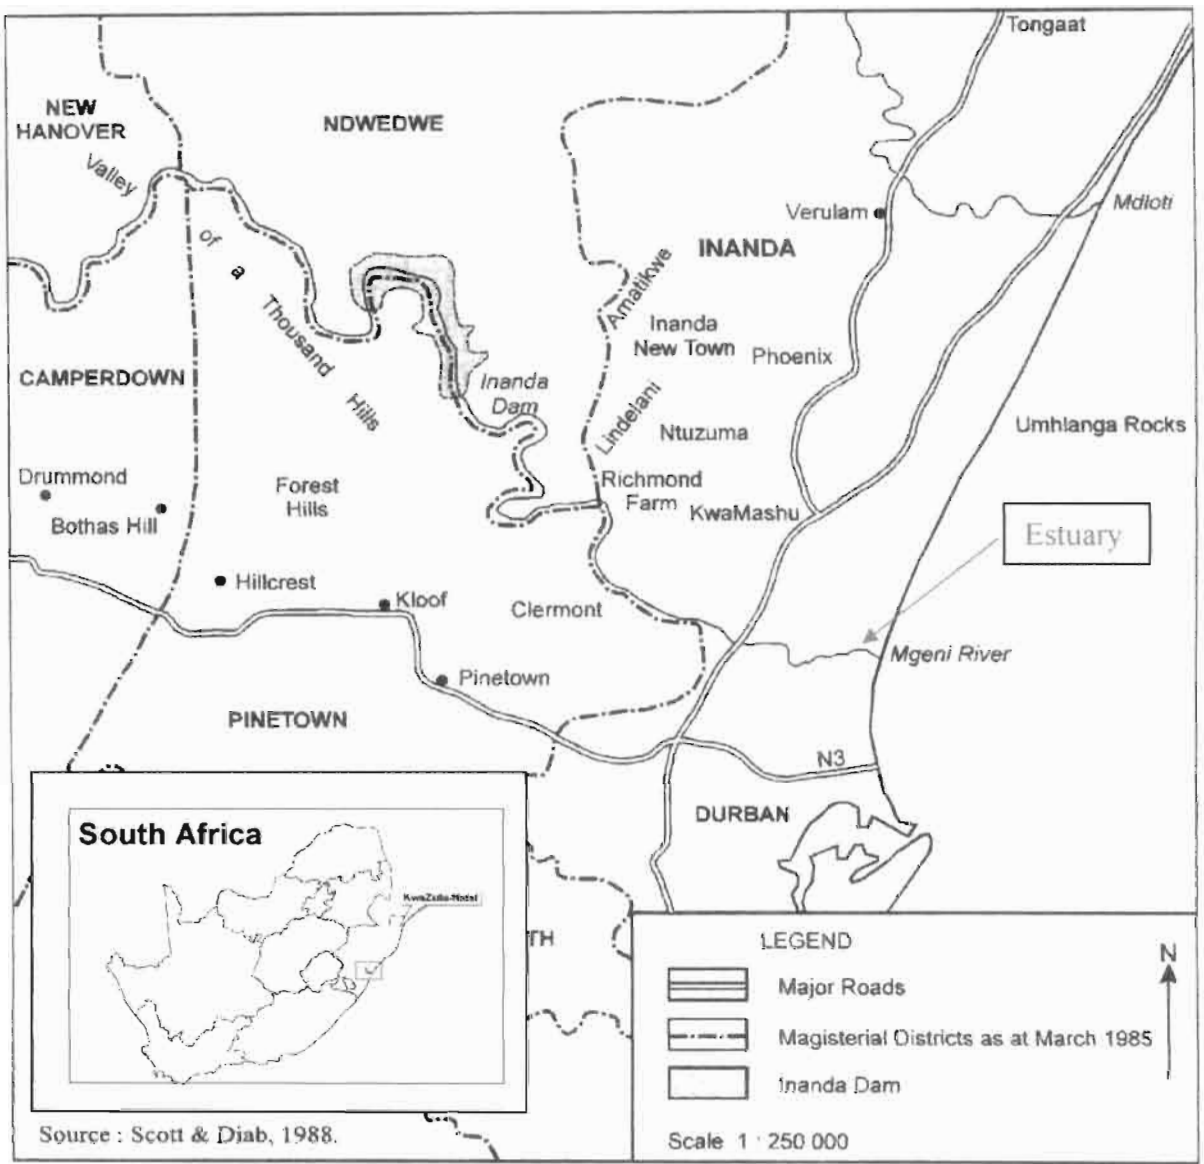 Tongaat
NEW
HANOVER
NDWEDWE
Valley
of
a
Thousand
Hills
Mdloti
Verulam
INANDA
Amatikwe
Inanda
New Town
Phoenix
CAMPERDOWN
Inanda
Dam
Lindelani
Ntuzuma
Umhlanga Rocks
Drummond
Bothas Hill
Forest
Hills
Richmond
Farm
KwaMashu
Estuary
Hillcrest
Kloof
Clermont
Mgeni River
Pinetown
PINETOWN
N3
DURBAN
South Africa
KwaZulu-Natal
TH
LEGEND
N
Major Roads
Magisterial Districts as at March 1985
Inanda Dam
Scale 1 : 250 000
Source : Scott & Diab, 1988.